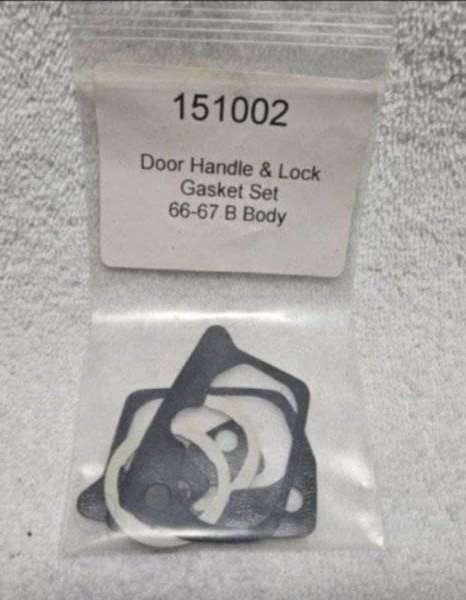 151002
Door Handle & Lock
Gasket Set
66-67 B Body